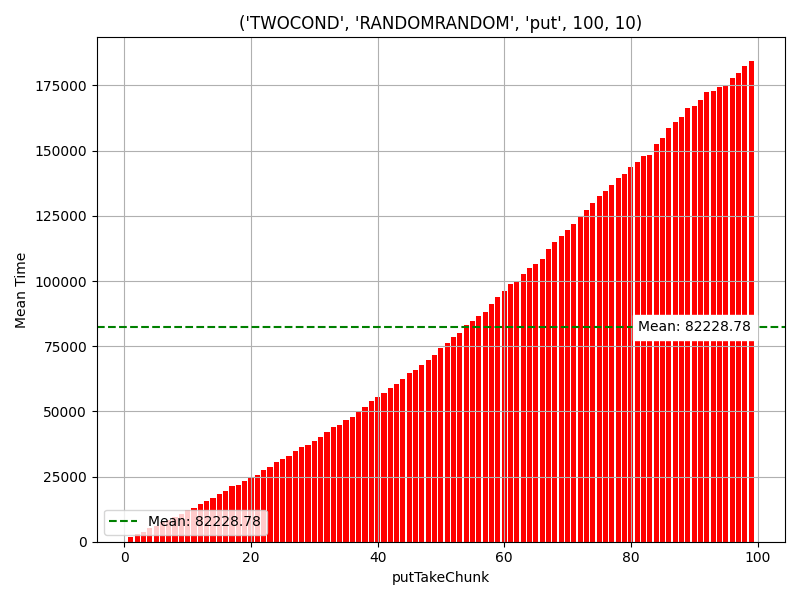 ('TWOCOND', 'RANDOMRANDOM', 'put', 100, 10)
Mean Time
175000
150000
125000
100000
75000
50000
25000
0
Mean: 82228.78
Mean: 82228.78
0 20 40 60 80 100
putTakeChunk